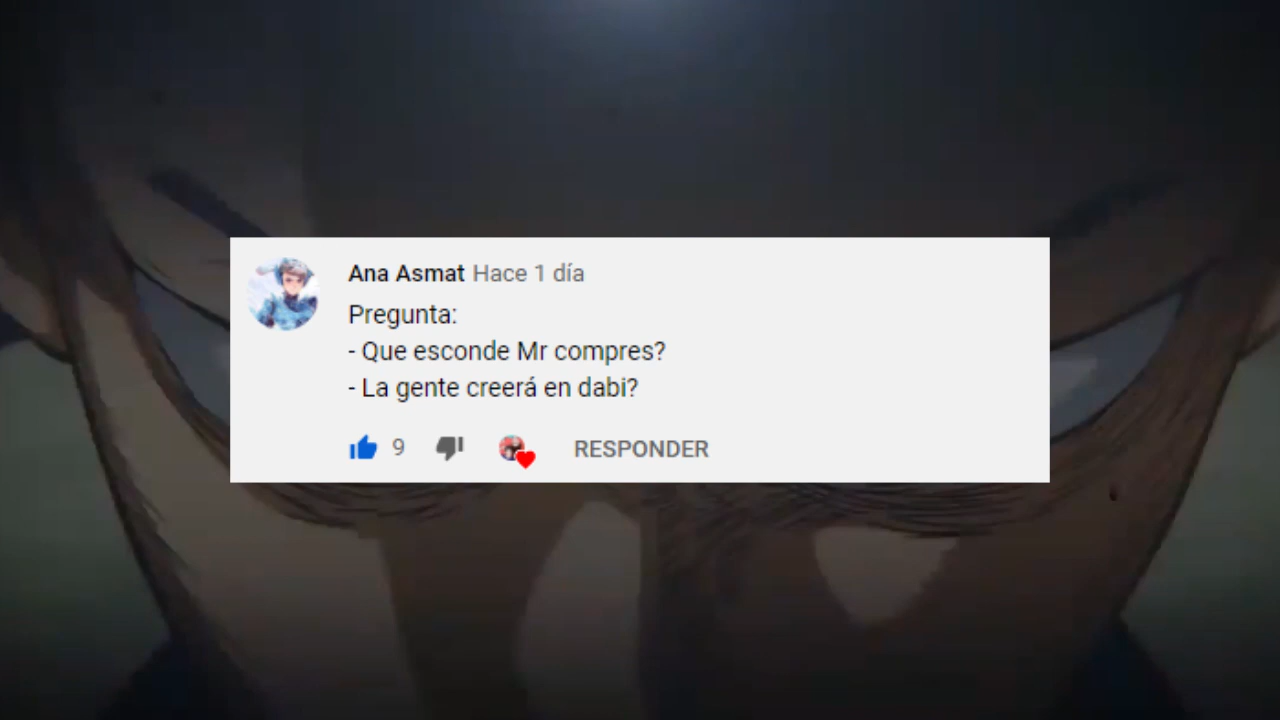 Ana Asmat Hace 1 día
Pregunta:
- Que esconde Mr compres?
- La gente creerá en dabi?
9 RESPONDER